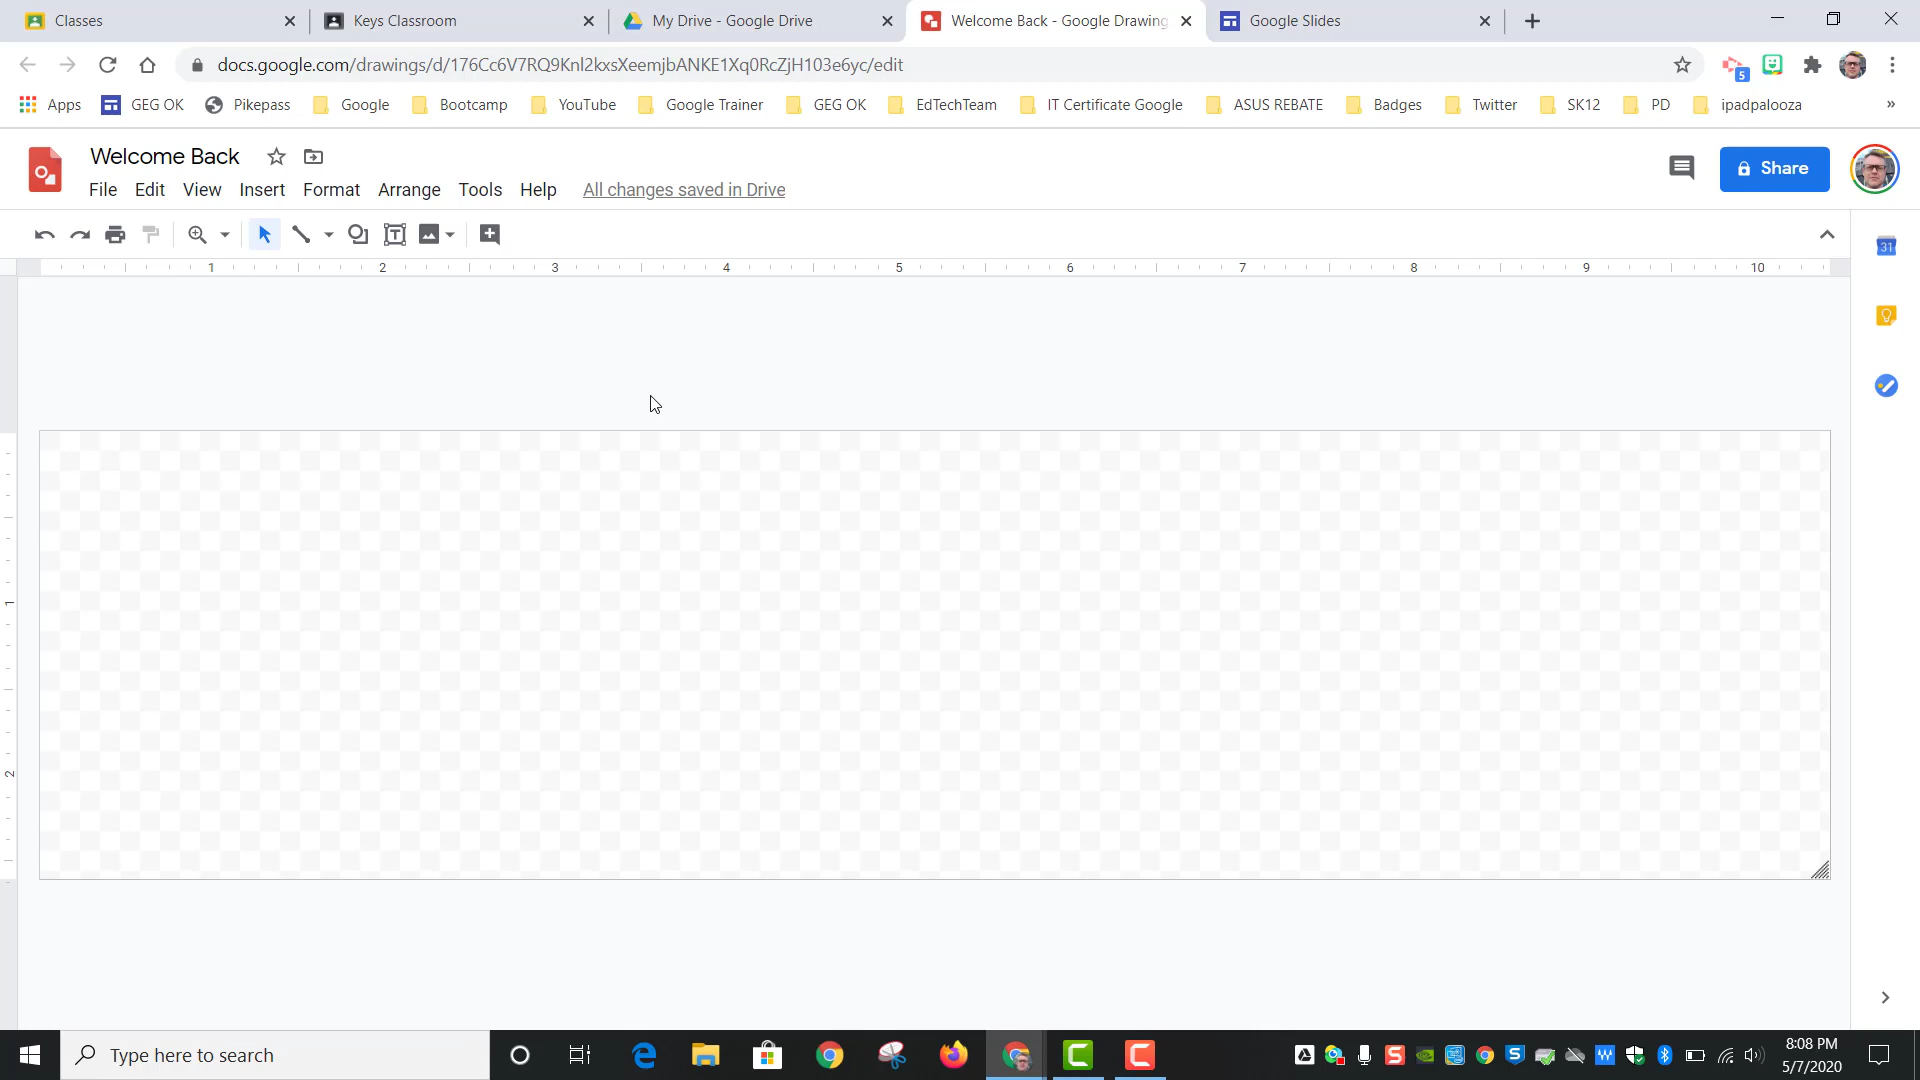 Classes
Keys Classroom
My Drive - Google Drive
Welcome Back - Google Drawing
Google Slides
docs.google.com/drawings/d/176Cc6V7RQ9Knl2kxsXeemjbANKE1Xq0RcZjH103e6yc/edit
5
Apps GEG OK Pikepass Google Bootcamp YouTube Google Trainer GEG OK EdTechTeam IT Certificate Google ASUS REBATE Badges Twitter SK12 PD ipadpalooza »
Welcome Back
Share
File Edit View Insert Format Arrange Tools Help All changes saved in Drive
1 2 3 4 5 6 7 8 9 10
31
1
2
Type here to search
8:08 PM
5/7/2020